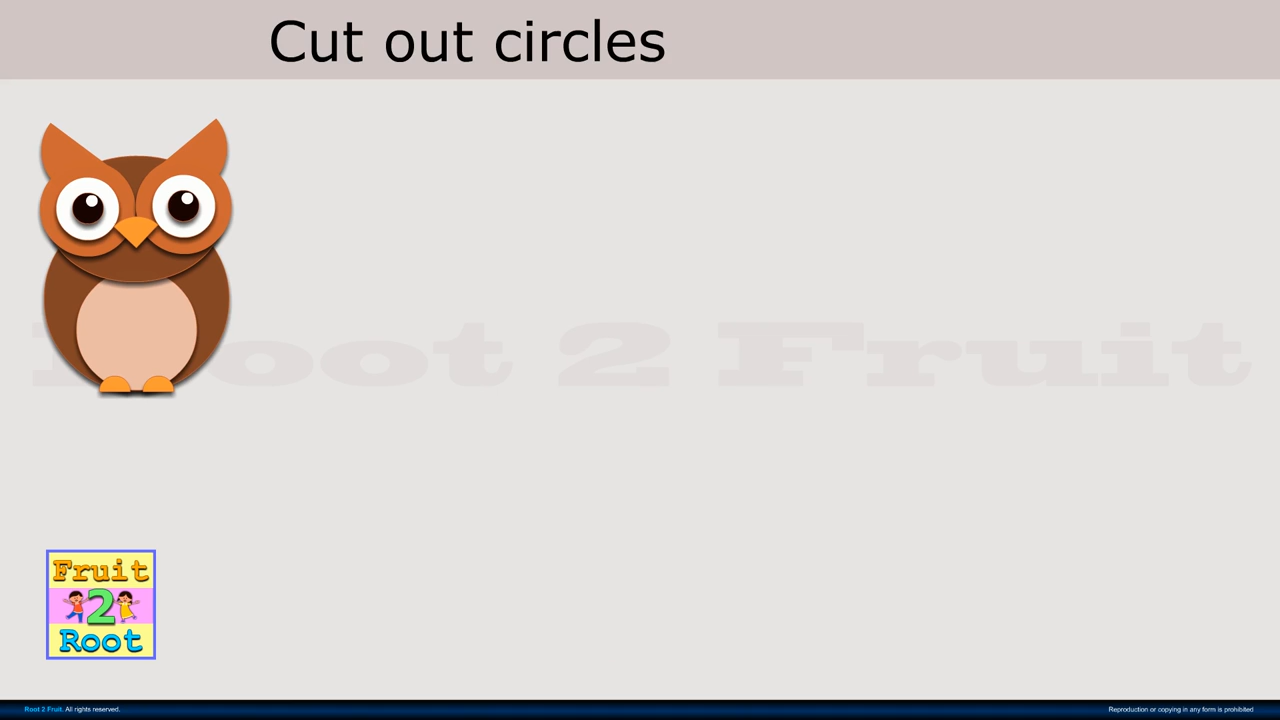 Cut out circles
Root 2 Fruit
Fruit
2
Root
Root 2 Fruit. All rights reserved.
Reproduction or copying in any form is prohibited